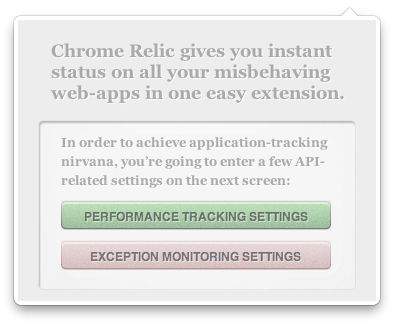 Chrome Relic gives you instant
status on all your misbehaving
web-apps in one easy extension.
In order to achieve application-tracking
nirvana, you’re going to enter a few API-
related settings on the next screen:
PERFORMANCE TRACKING SETTINGS
EXCEPTION MONITORING SETTINGS